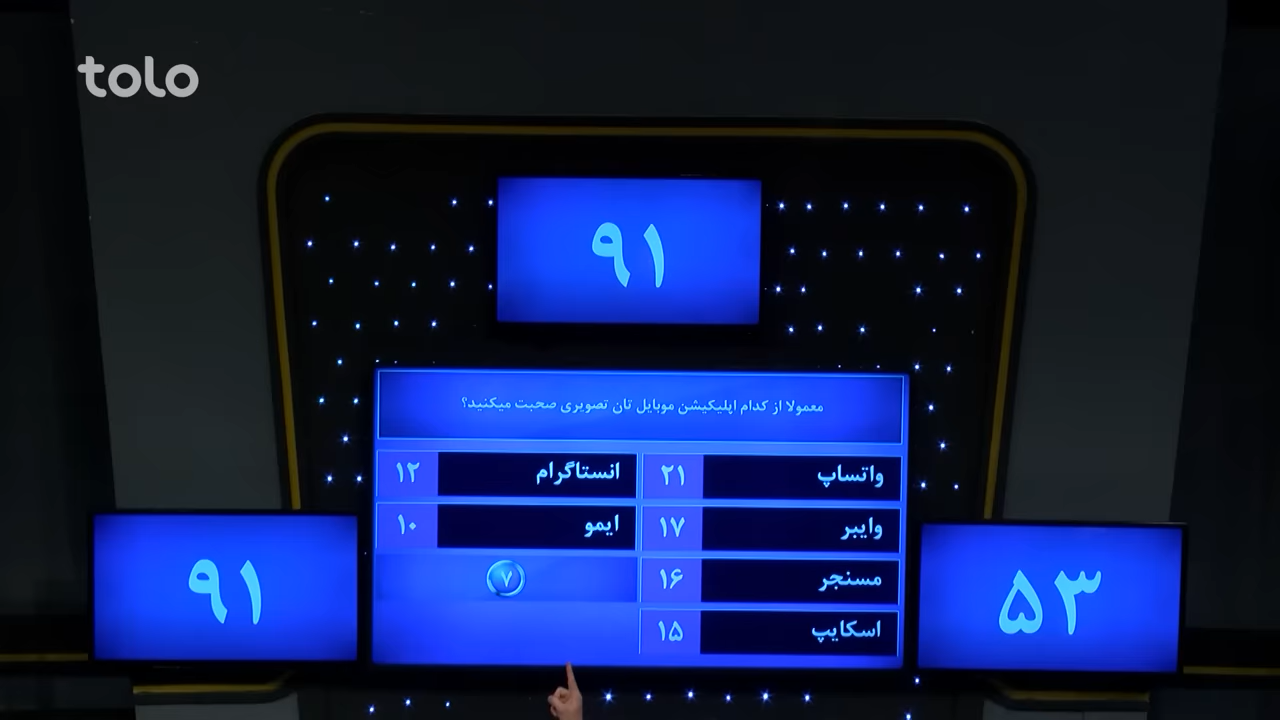 tolo
۹۱
معمولا از کدام اپلیکیشن موبایل تان تصویری صحبت میکنید؟
واتساپ ۲۱
وایبر ۱۷
مسنجر ۱۶
اسکایپ ۱۵
انستاگرام ۱۲
ایمو ۱۰
۷
۹۱
۵۳